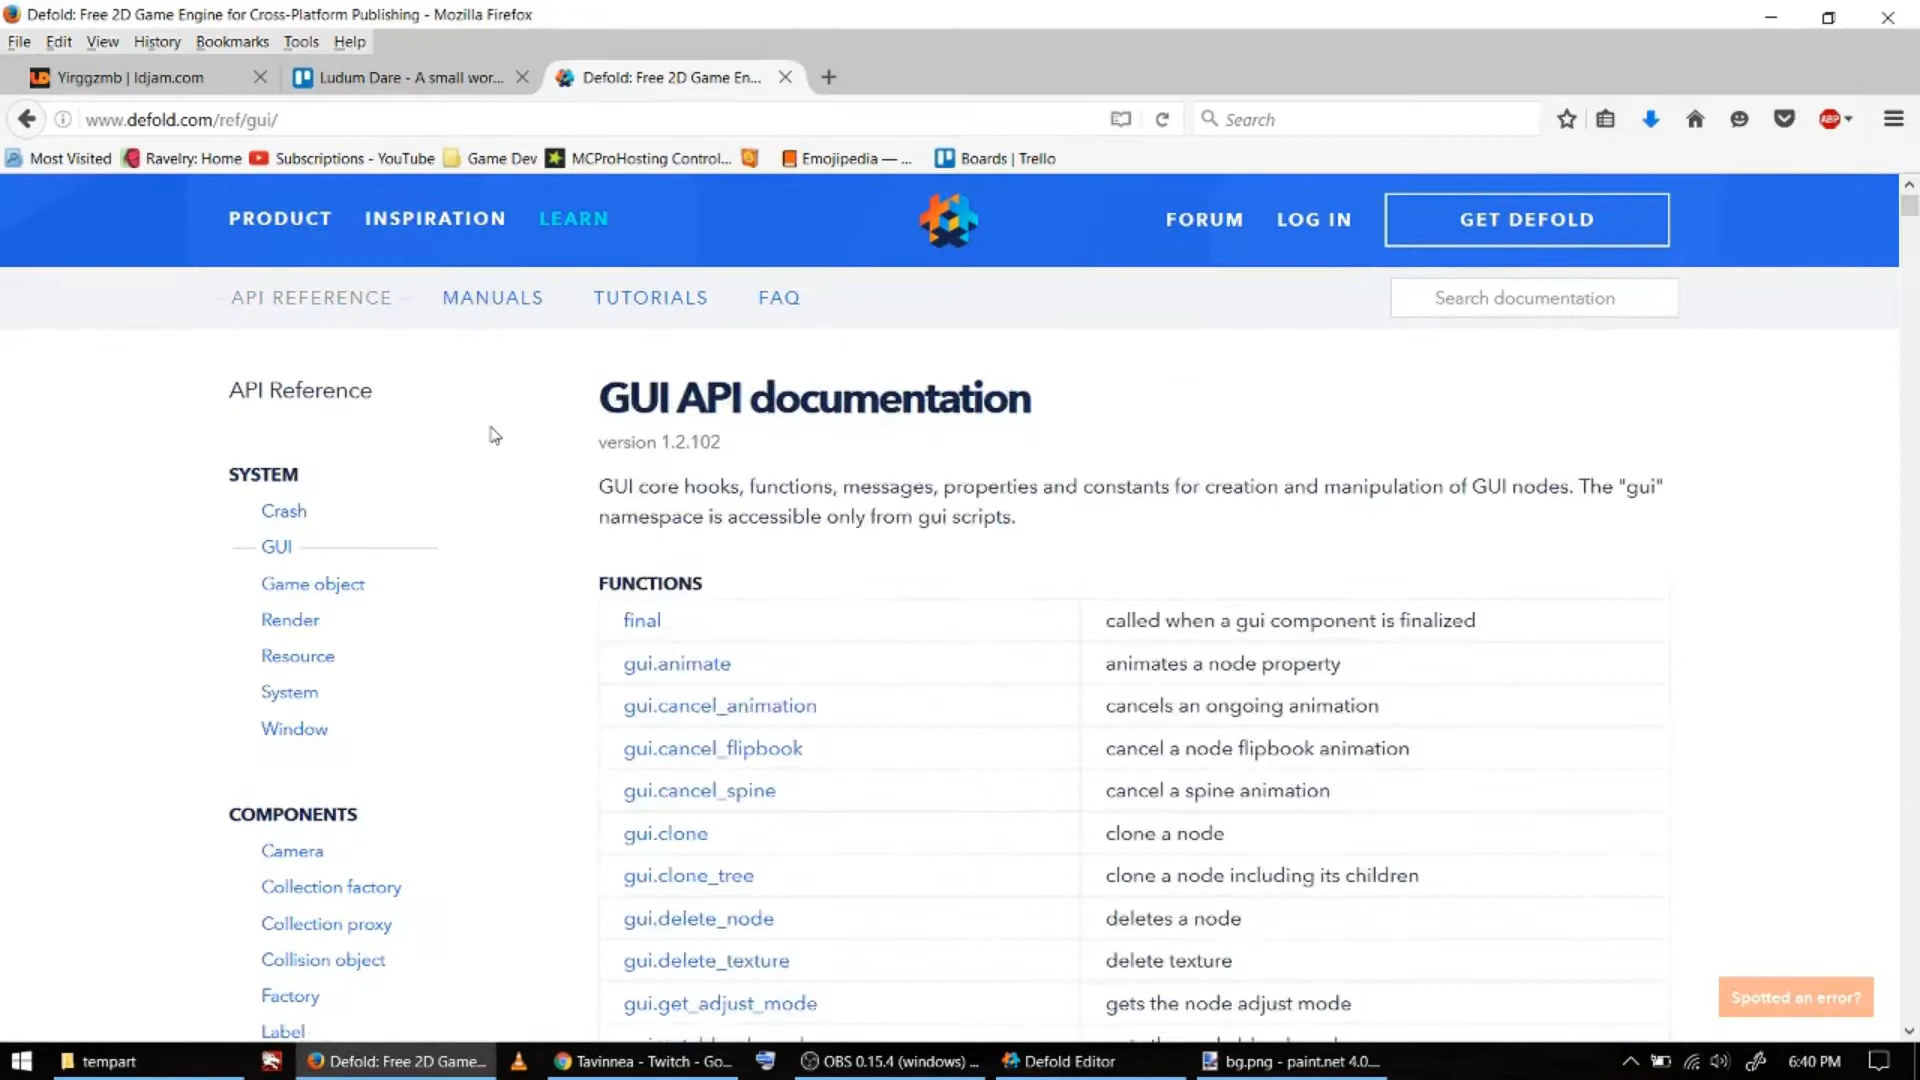 Defold: Free 2D Game Engine for Cross-Platform Publishing - Mozilla Firefox
File Edit View History Bookmarks Tools Help
Yirggzmb | ldjam.com
Ludum Dare - A small wor...
Defold: Free 2D Game En...
www.defold.com/ref/gui/
Search
ABP
Most Visited
Ravelry: Home
Subscriptions - YouTube
Game Dev
MCProHosting Control...
Emojipedia — ...
Boards | Trello
PRODUCT INSPIRATION LEARN
FORUM LOG IN GET DEFOLD
API REFERENCE MANUALS TUTORIALS FAQ
Search documentation
API Reference
SYSTEM
Crash
GUI
Game object
Render
Resource
System
Window
COMPONENTS
Camera
Collection factory
Collection proxy
Collision object
Factory
Label
GUI API documentation
version 1.2.102
GUI core hooks, functions, messages, properties and constants for creation and manipulation of GUI nodes. The "gui"
namespace is accessible only from gui scripts.
FUNCTIONS
final called when a gui component is finalized
gui.animate animates a node property
gui.cancel_animation cancels an ongoing animation
gui.cancel_flipbook cancel a node flipbook animation
gui.cancel_spine cancel a spine animation
gui.clone clone a node
gui.clone_tree clone a node including its children
gui.delete_node deletes a node
gui.delete_texture delete texture
gui.get_adjust_mode gets the node adjust mode
Spotted an error?
tempart
Defold: Free 2D Game...
Tavinnea - Twitch - Go...
OBS 0.15.4 (windows) ...
Defold Editor
bg.png - paint.net 4.0....
6:40 PM